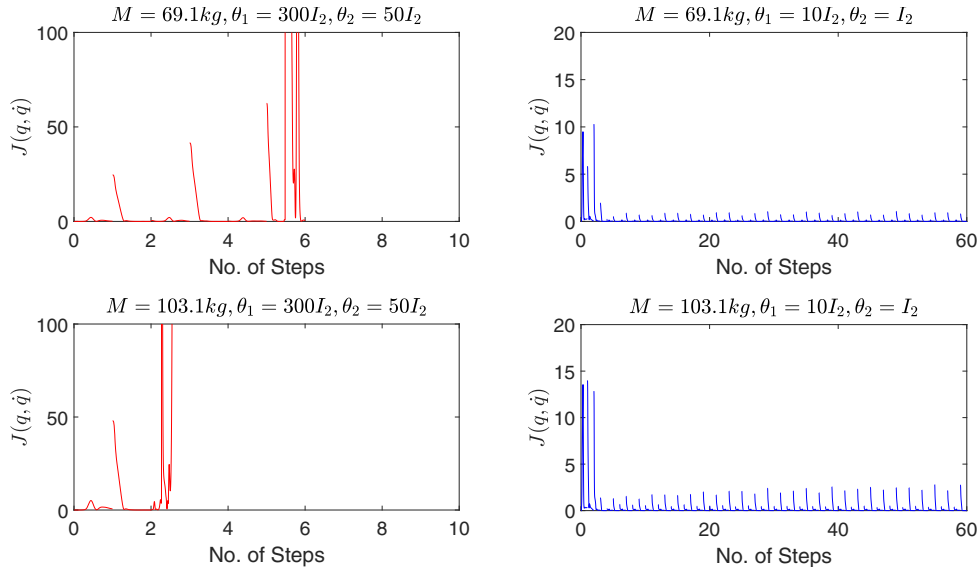 M = 69.1kg, θ₁ = 300I₂, θ₂ = 50I₂
100
50
0
J(q, q̇)
0 2 4 6 8 10
No. of Steps
M = 69.1kg, θ₁ = 10I₂, θ₂ = I₂
20
15
10
5
0
J(q, q̇)
0 20 40 60
No. of Steps
M = 103.1kg, θ₁ = 300I₂, θ₂ = 50I₂
100
50
0
J(q, q̇)
0 2 4 6 8 10
No. of Steps
M = 103.1kg, θ₁ = 10I₂, θ₂ = I₂
20
15
10
5
0
J(q, q̇)
0 20 40 60
No. of Steps